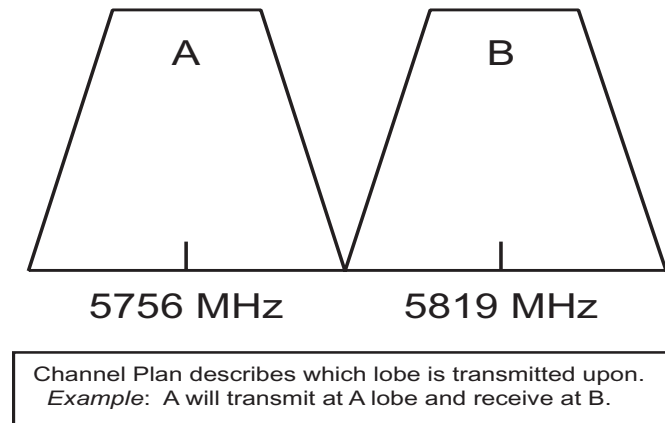 A B
5756 MHz 5819 MHz
Channel Plan describes which lobe is transmitted upon.
Example: A will transmit at A lobe and receive at B.